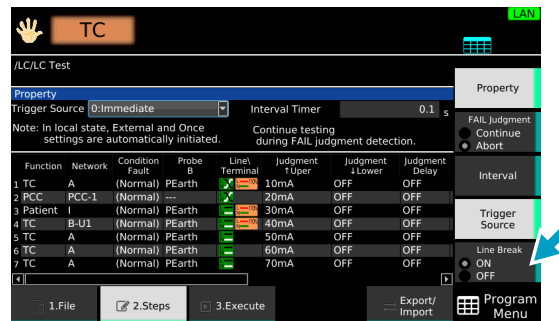 LAN
TC
/LC/LC Test
Property
Property
Trigger Source 0:Immediate Interval Timer 0.1 s
Note: In local state, External and Once
settings are automatically initiated.
Continue testing
during FAIL judgment detection.
FAIL Judgment
Continue
Abort
Interval
Trigger
Source
Line Break
ON
OFF
Function Network Condition Fault Probe B Line\ Terminal Judgment ↑Upper Judgment ↓Lower Judgment Delay
1 TC A (Normal) PEarth 10mA OFF OFF
2 PCC PCC-1 (Normal) --- 20mA OFF OFF
3 Patient I (Normal) PEarth 30mA OFF OFF
4 TC B-U1 (Normal) PEarth 40mA OFF OFF
5 TC A (Normal) PEarth 50mA OFF OFF
6 TC A (Normal) PEarth 60mA OFF OFF
7 TC A (Normal) PEarth 70mA OFF OFF
1.File 2.Steps 3.Execute Export/
Import
Program
Menu